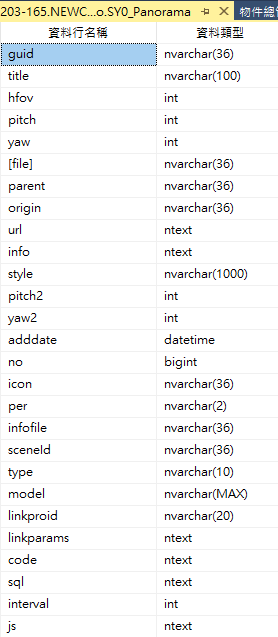 203-165.NEWC...o.SY0_Panorama
物件總
資料行名稱 資料類型
guid nvarchar(36)
title nvarchar(100)
hfov int
pitch int
yaw int
[file] nvarchar(36)
parent nvarchar(36)
origin nvarchar(36)
url ntext
info ntext
style nvarchar(1000)
pitch2 int
yaw2 int
adddate datetime
no bigint
icon nvarchar(36)
per nvarchar(2)
infofile nvarchar(36)
sceneId nvarchar(36)
type nvarchar(10)
model nvarchar(MAX)
linkproid nvarchar(20)
linkparams ntext
code ntext
sql ntext
interval int
js ntext